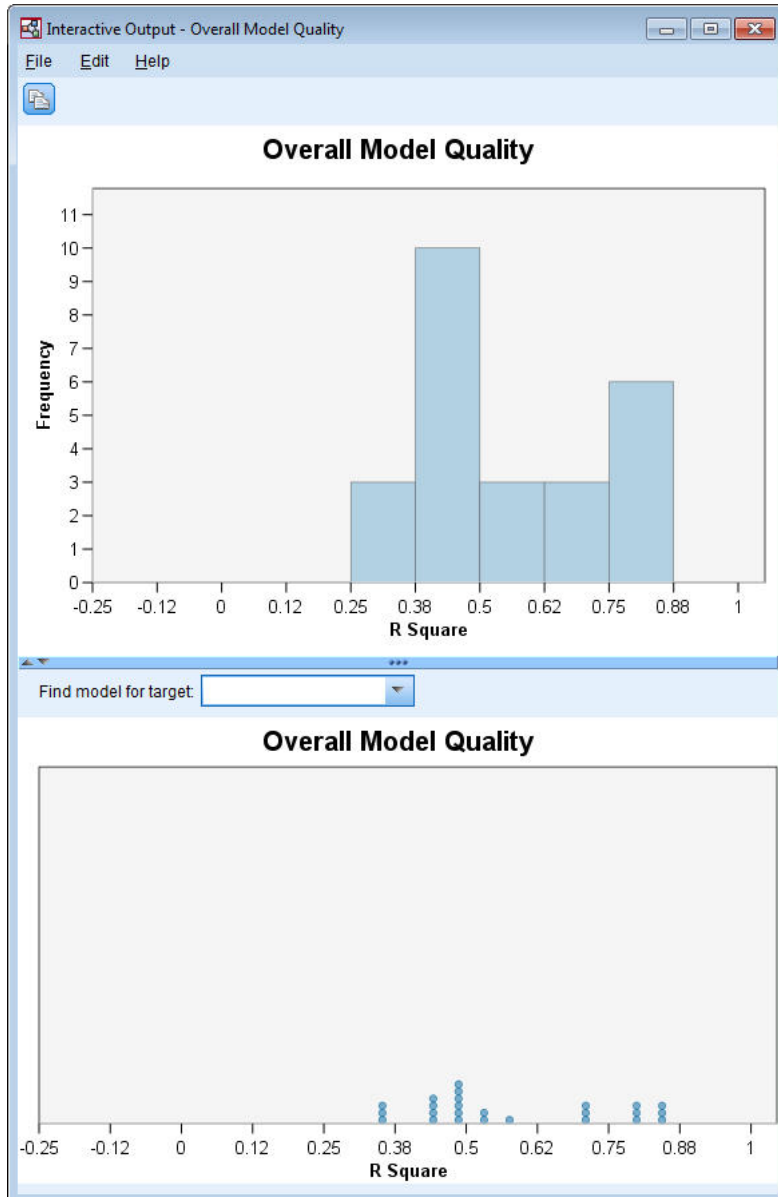 Interactive Output - Overall Model Quality
File Edit Help
Overall Model Quality
11
10
9
8
7
6
5
4
3
2
1
0
Frequency
-0.25 -0.12 0 0.12 0.25 0.38 0.5 0.62 0.75 0.88 1
R Square
Find model for target:
Overall Model Quality
-0.25 -0.12 0 0.12 0.25 0.38 0.5 0.62 0.75 0.88 1
R Square